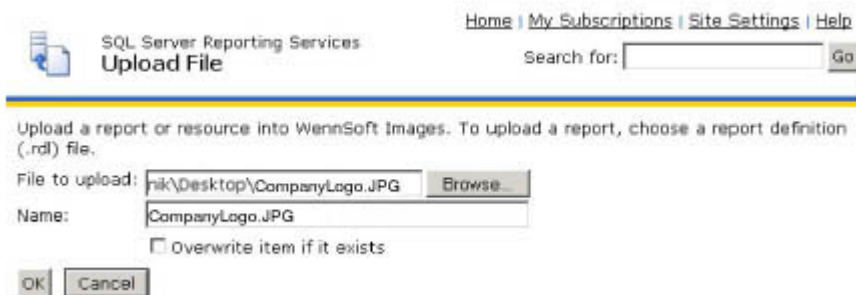 Home | My Subscriptions | Site Settings | Help
SQL Server Reporting Services
Upload File
Search for:
Go
Upload a report or resource into WennSoft Images. To upload a report, choose a report definition
(.rdl) file.
File to upload: nik\Desktop\CompanyLogo.JPG Browse...
Name: CompanyLogo.JPG
Overwrite item if it exists
OK Cancel